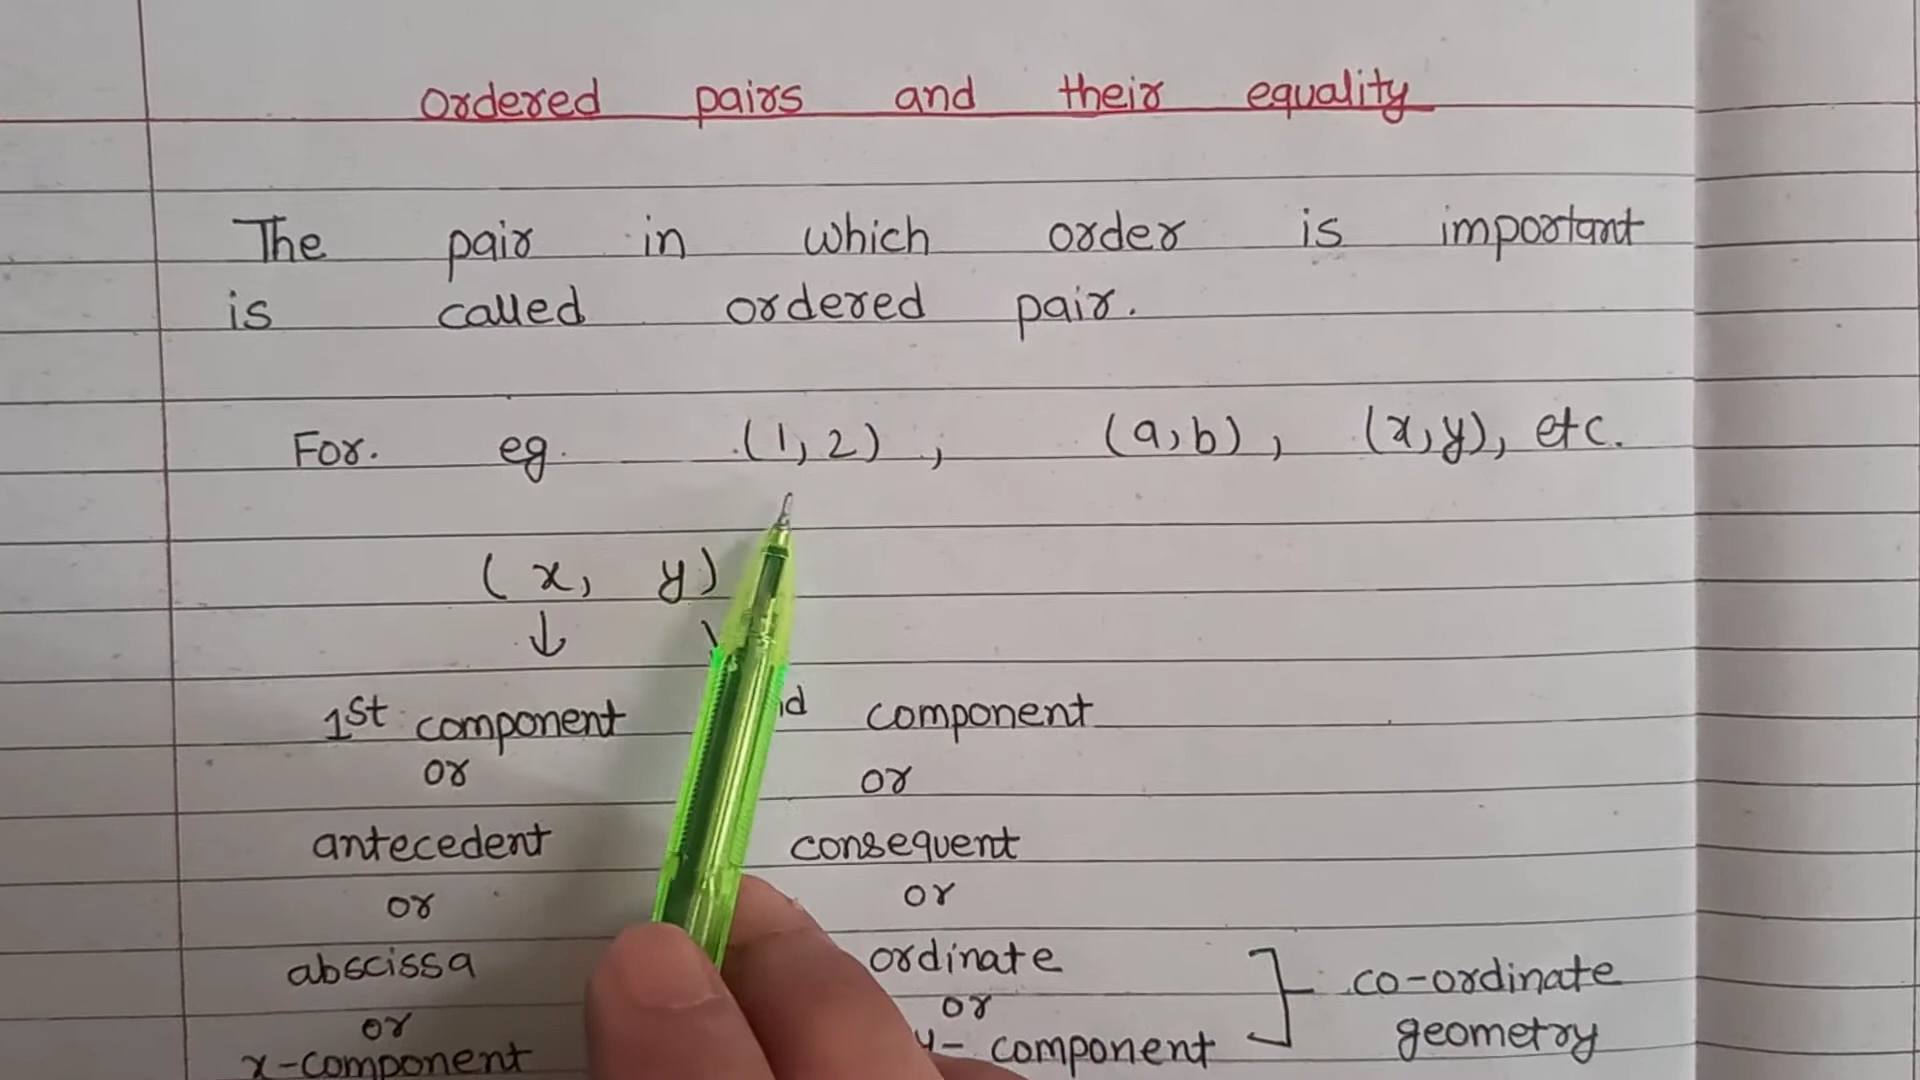 Ordered pairs and their equality
The pair in which order is important
is called ordered pair.
For. eg. (1,2), (a,b), (x,y), etc.
(x, y)
↓
1st component component
or or
antecedent consequent
or or
abscissa ordinate
or or
x-component y- component
co-ordinate
geometry